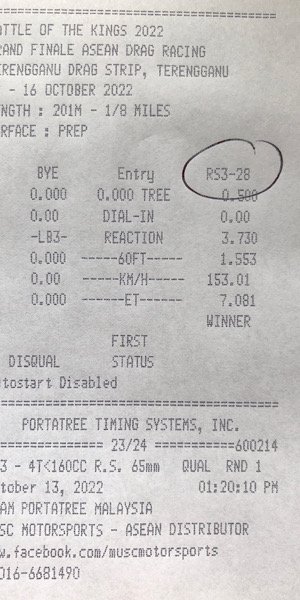 ==============================
TTLE OF THE KINGS 2022
AND FINALE ASEAN DRAG RACING
ERENGGANU DRAG STRIP, TERENGGANU
- 16 OCTOBER 2022
NGTH : 201M - 1/8 MILES
RFACE : PREP
BYE Entry RS3-28
0.000 0.000 TREE 0.500
0.00 DIAL-IN 0.00
-LB3- REACTION 3.730
0.000 -----60FT----- 1.553
0.00 -----KM/H----- 153.01
0.000 ------ET------ 7.081
WINNER
FIRST
DISQUAL STATUS
tostart Disabled
==============================
PORTATREE TIMING SYSTEMS, INC.
============= 23/24 ===========600214
3 - 4T<160CC R.S. 65mm QUAL RND 1
tober 13, 2022 01:20:10 PM
AM PORTATREE MALAYSIA
SC MOTORSPORTS - ASEAN DISTRIBUTOR
w.facebook.com/muscmotorsports
016-6681490